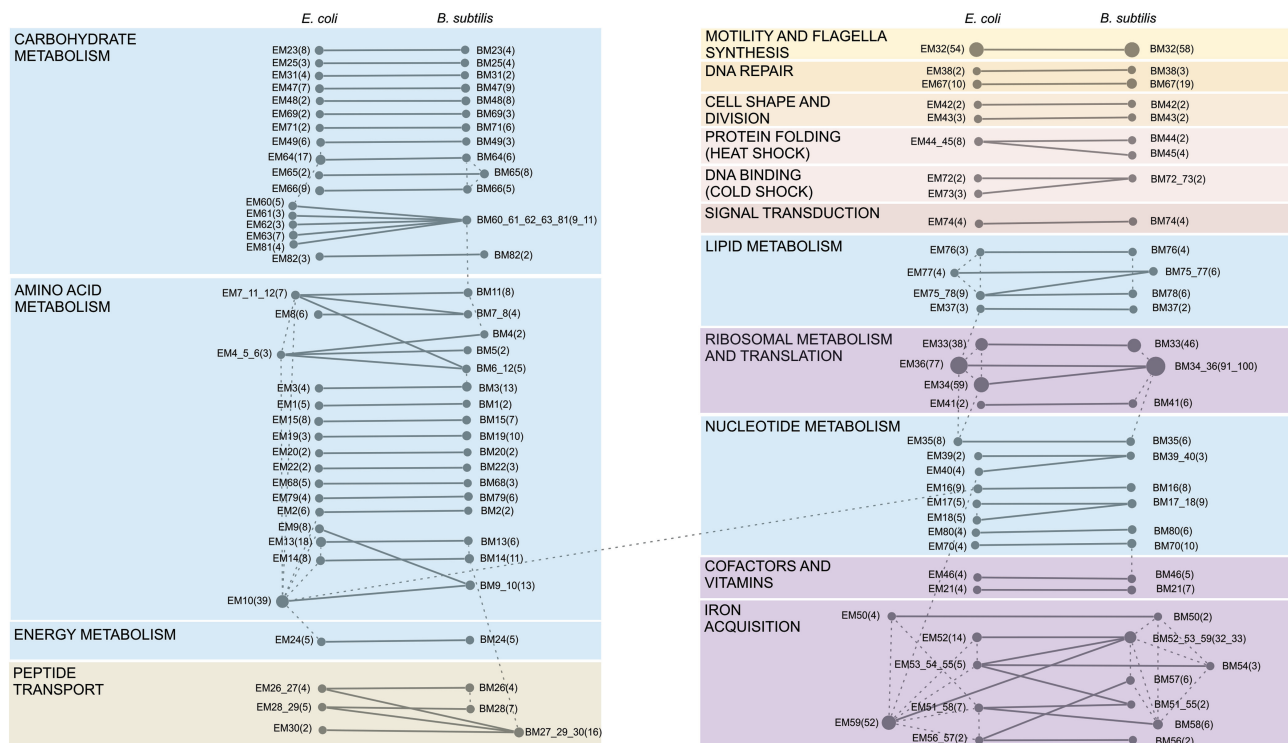 E. coli B. subtilis
CARBOHYDRATE
METABOLISM
EM23(8) BM23(4)
EM25(3) BM25(4)
EM31(4) BM31(2)
EM47(7) BM47(9)
EM48(2) BM48(8)
EM69(2) BM69(3)
EM71(2) BM71(6)
EM49(6) BM49(3)
EM64(17) BM64(6)
EM65(2) BM65(8)
EM66(9) BM66(5)
EM60(5)
EM61(3)
EM62(3) BM60_61_62_63_81(9_11)
EM63(7)
EM81(4)
EM82(3) BM82(2)
AMINO ACID
METABOLISM
EM7_11_12(7) BM11(8)
EM8(6) BM7_8(4)
BM4(2)
EM4_5_6(3) BM5(2)
BM6_12(5)
EM3(4) BM3(13)
EM1(5) BM1(2)
EM15(8) BM15(7)
EM19(3) BM19(10)
EM20(2) BM20(2)
EM22(2) BM22(3)
EM68(5) BM68(3)
EM79(4) BM79(6)
EM2(6) BM2(2)
EM9(8)
EM13(18) BM13(6)
EM14(8) BM14(11)
BM9_10(13)
EM10(39)
ENERGY METABOLISM
EM24(5) BM24(5)
PEPTIDE
TRANSPORT
EM26_27(4) BM26(4)
EM28_29(5) BM28(7)
EM30(2) BM27_29_30(16)
E. coli B. subtilis
MOTILITY AND FLAGELLA
SYNTHESIS
EM32(54) BM32(58)
DNA REPAIR
EM38(2) BM38(3)
EM67(10) BM67(19)
CELL SHAPE AND
DIVISION
EM42(2) BM42(2)
EM43(3) BM43(2)
PROTEIN FOLDING
(HEAT SHOCK)
EM44_45(8) BM44(2)
BM45(4)
DNA BINDING
(COLD SHOCK)
EM72(2) BM72_73(2)
EM73(3)
SIGNAL TRANSDUCTION
EM74(4) BM74(4)
LIPID METABOLISM
EM76(3) BM76(4)
EM77(4) BM75_77(6)
EM75_78(9) BM78(6)
EM37(3) BM37(2)
RIBOSOMAL METABOLISM
AND TRANSLATION
EM33(38) BM33(46)
EM36(77) BM34_36(91_100)
EM34(59)
EM41(2) BM41(6)
NUCLEOTIDE METABOLISM
EM35(8) BM35(6)
EM39(2) BM39_40(3)
EM40(4)
EM16(9) BM16(8)
EM17(5) BM17_18(9)
EM18(5)
EM80(4) BM80(6)
EM70(4) BM70(10)
COFACTORS AND
VITAMINS
EM46(4) BM46(5)
EM21(4) BM21(7)
IRON
ACQUISITION
EM50(4) BM50(2)
EM52(14) BM52_53_59(32_33)
EM53_54_55(5) BM54(3)
BM57(6)
EM51_58(7) BM51_55(2)
EM59(52) BM58(6)
EM56_57(2) BM56(2)